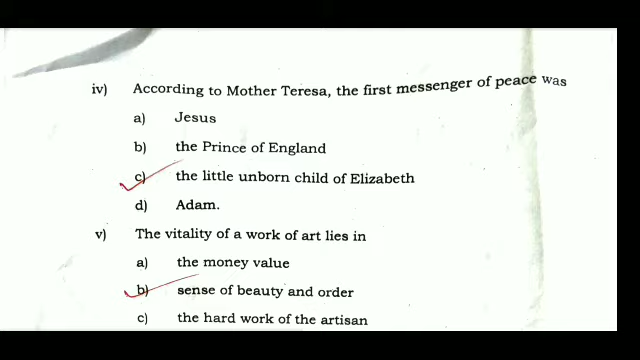 iv) According to Mother Teresa, the first messenger of peace was
a) Jesus
b) the Prince of England
c) the little unborn child of Elizabeth
d) Adam.
v) The vitality of a work of art lies in
a) the money value
b) sense of beauty and order
c) the hard work of the artisan